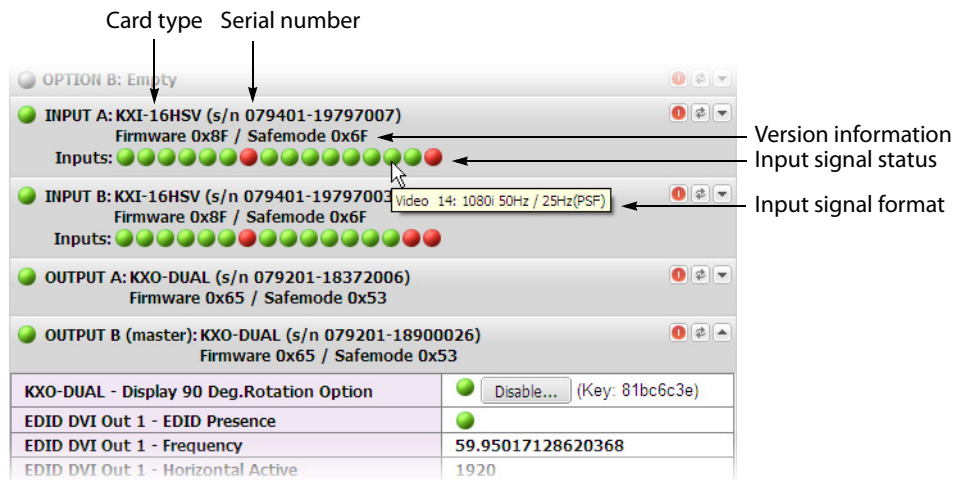 Card type
Serial number
OPTION B: Empty
INPUT A: KXI-16HSV (s/n 079401-19797007)
Firmware 0x8F / Safemode 0x6F
Version information
Inputs:
Input signal status
INPUT B: KXI-16HSV (s/n 079401-19797003
Video 14: 1080i 50Hz / 25Hz(PSF)
Input signal format
Firmware 0x8F / Safemode 0x6F
Inputs:
OUTPUT A: KXO-DUAL (s/n 079201-18372006)
Firmware 0x65 / Safemode 0x53
OUTPUT B (master): KXO-DUAL (s/n 079201-18900026)
Firmware 0x65 / Safemode 0x53
KXO-DUAL - Display 90 Deg.Rotation Option
Disable... (Key: 81bc6c3e)
EDID DVI Out 1 - EDID Presence
EDID DVI Out 1 - Frequency
59.95017128620368
EDID DVI Out 1 - Horizontal Active
1920